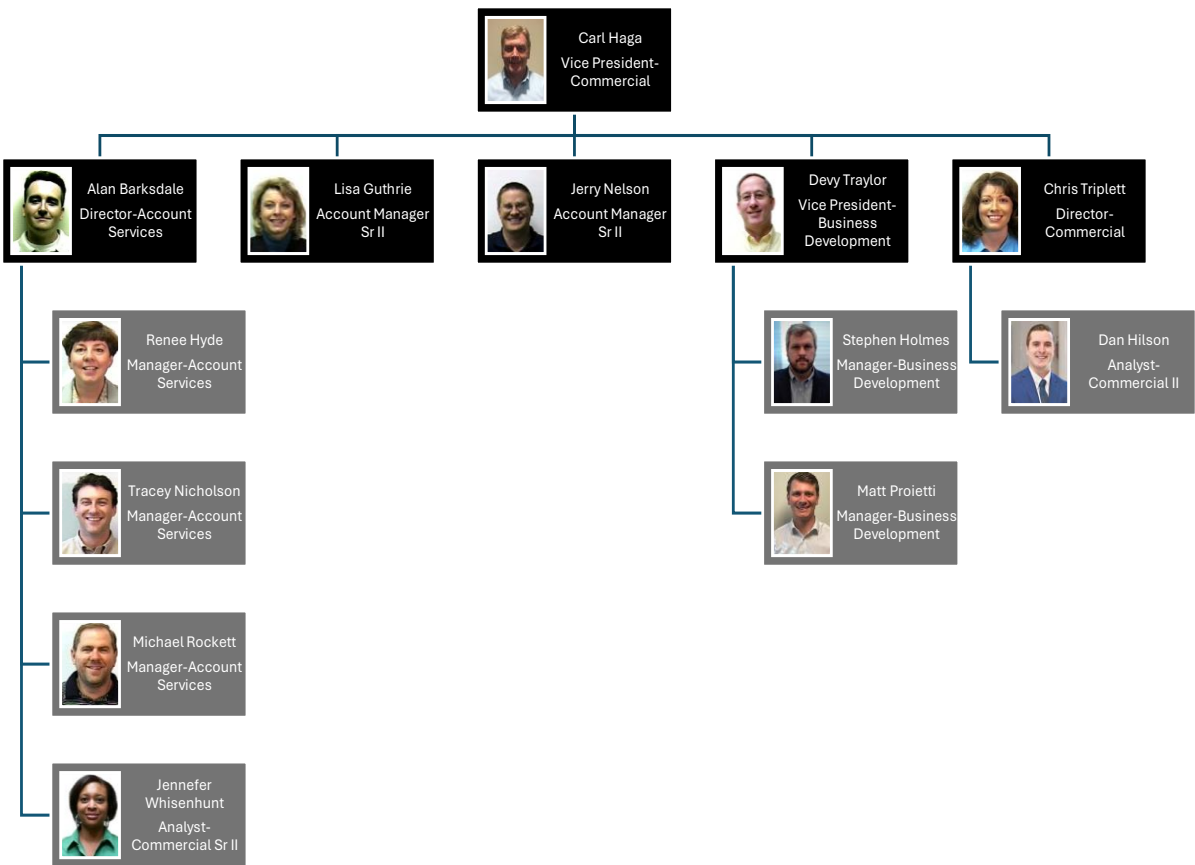 Carl Haga
Vice President-
Commercial
Alan Barksdale
Director-Account
Services
Lisa Guthrie
Account Manager
Sr II
Jerry Nelson
Account Manager
Sr II
Devy Traylor
Vice President-
Business
Development
Chris Triplett
Director-
Commercial
Renee Hyde
Manager-Account
Services
Stephen Holmes
Manager-Business
Development
Dan Hilson
Analyst-
Commercial II
Tracey Nicholson
Manager-Account
Services
Matt Proietti
Manager-Business
Development
Michael Rockett
Manager-Account
Services
Jennefer
Whisenhunt
Analyst-
Commercial Sr II